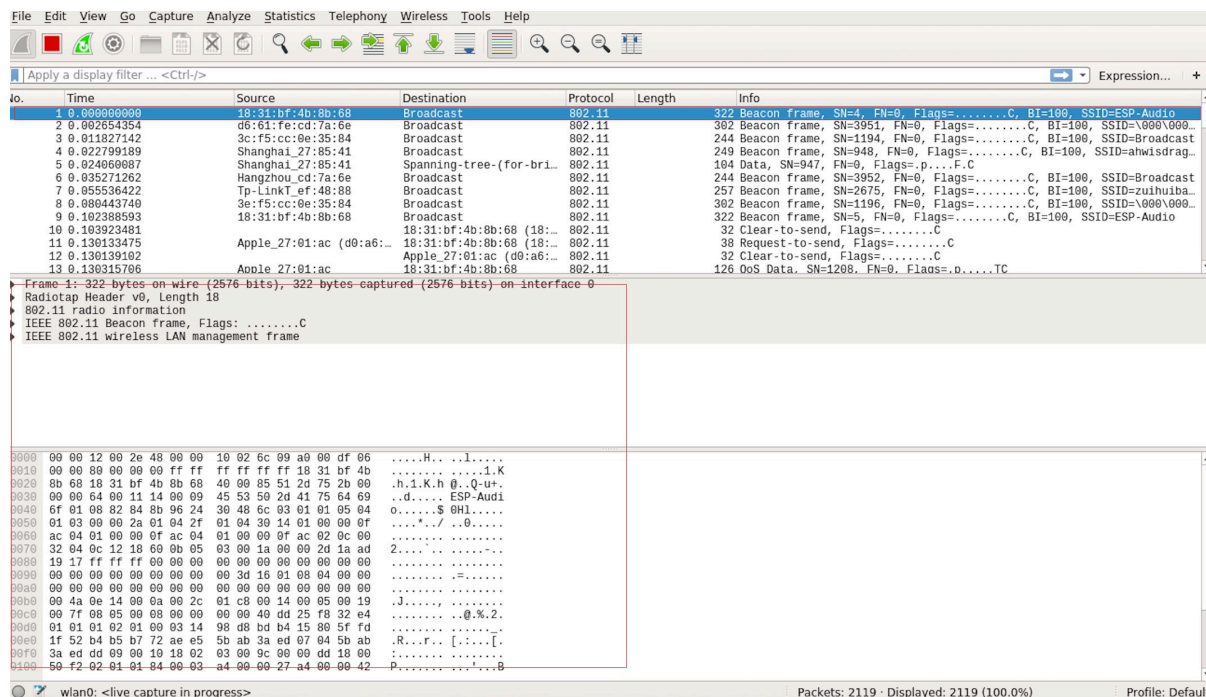 File Edit View Go Capture Analyze Statistics Telephony Wireless Tools Help
Apply a display filter ... <Ctrl-/> Expression... +
No. Time Source Destination Protocol Length Info
1 0.000000000 18:31:bf:4b:8b:68 Broadcast 802.11 322 Beacon frame, SN=4, FN=0, Flags=........C, BI=100, SSID=ESP-Audio
2 0.002654354 d6:61:fe:cd:7a:6e Broadcast 802.11 302 Beacon frame, SN=3951, FN=0, Flags=........C, BI=100, SSID=\000\000…
3 0.011827142 3c:f5:cc:0e:35:84 Broadcast 802.11 244 Beacon frame, SN=1194, FN=0, Flags=........C, BI=100, SSID=Broadcast
4 0.022799189 Shanghai_27:85:41 Broadcast 802.11 249 Beacon frame, SN=948, FN=0, Flags=........C, BI=100, SSID=ahwisdrag…
5 0.024060087 Shanghai_27:85:41 Spanning-tree-(for-bri… 802.11 104 Data, SN=947, FN=0, Flags=.p....F.C
6 0.035271262 Hangzhou_cd:7a:6e Broadcast 802.11 244 Beacon frame, SN=3952, FN=0, Flags=........C, BI=100, SSID=Broadcast
7 0.055536422 Tp-LinkT_ef:48:88 Broadcast 802.11 257 Beacon frame, SN=2675, FN=0, Flags=........C, BI=100, SSID=zuihuiba…
8 0.080443740 3e:f5:cc:0e:35:84 Broadcast 802.11 302 Beacon frame, SN=1196, FN=0, Flags=........C, BI=100, SSID=\000\000…
9 0.102388593 18:31:bf:4b:8b:68 Broadcast 802.11 322 Beacon frame, SN=5, FN=0, Flags=........C, BI=100, SSID=ESP-Audio
10 0.103923481 18:31:bf:4b:8b:68 (18:… 802.11 32 Clear-to-send, Flags=........C
11 0.130133475 Apple_27:01:ac (d0:a6:… 18:31:bf:4b:8b:68 (18:… 802.11 38 Request-to-send, Flags=........C
12 0.130139102 Apple_27:01:ac (d0:a6:… 802.11 32 Clear-to-send, Flags=........C
13 0.130315706 Apple_27:01:ac 18:31:bf:4b:8b:68 802.11 126 QoS Data, SN=1208, FN=0, Flags=.p.....TC
Frame 1: 322 bytes on wire (2576 bits), 322 bytes captured (2576 bits) on interface 0
Radiotap Header v0, Length 18
802.11 radio information
IEEE 802.11 Beacon frame, Flags: ........C
IEEE 802.11 wireless LAN management frame
0000 00 00 12 00 2e 48 00 00 10 02 6c 09 a0 00 df 06 .....H.. ..l.....
0010 00 00 80 00 00 00 ff ff ff ff ff ff 18 31 bf 4b ........ .....1.K
0020 8b 68 18 31 bf 4b 8b 68 40 00 85 51 2d 75 2b 00 .h.1.K.h @..Q-u+.
0030 00 00 64 00 11 14 00 09 45 53 50 2d 41 75 64 69 ..d..... ESP-Audi
0040 6f 01 08 82 84 8b 96 24 30 48 6c 03 01 01 05 04 o......$ 0Hl.....
0050 01 03 00 00 2a 01 04 2f 01 04 30 14 01 00 00 0f ....*../ ..0.....
0060 ac 04 01 00 00 0f ac 04 01 00 00 0f ac 02 0c 00 ........ ........
0070 32 04 0c 12 18 60 0b 05 03 00 1a 00 00 2d 1a ad 2....`.. .....-..
0080 19 17 ff ff ff 00 00 00 00 00 00 00 00 00 00 00 ........ ........
0090 00 00 00 00 00 00 00 00 00 3d 16 01 08 04 00 00 ........ .=......
00a0 00 00 00 00 00 00 00 00 00 00 00 00 00 00 00 00 ........ ........
00b0 00 4a 0e 14 00 0a 00 2c 01 c8 00 14 00 05 00 19 .J....., ........
00c0 00 7f 08 05 00 08 00 00 00 00 40 dd 25 f8 32 e4 ........ ..@.%.2.
00d0 01 01 01 02 01 00 03 14 98 d8 bd b4 15 80 5f fd ........ ......_.
00e0 1f 52 b4 b5 b7 72 ae e5 5b ab 3a ed 07 04 5b ab .R...r.. [.:...[.
00f0 3a ed dd 09 00 10 18 02 03 00 9c 00 00 dd 18 00 :....... ........
0100 50 f2 02 01 01 84 00 03 a4 00 00 27 a4 00 00 42 P....... ...'...B
wlan0: <live capture in progress> Packets: 2119 · Displayed: 2119 (100.0%) Profile: Defaul